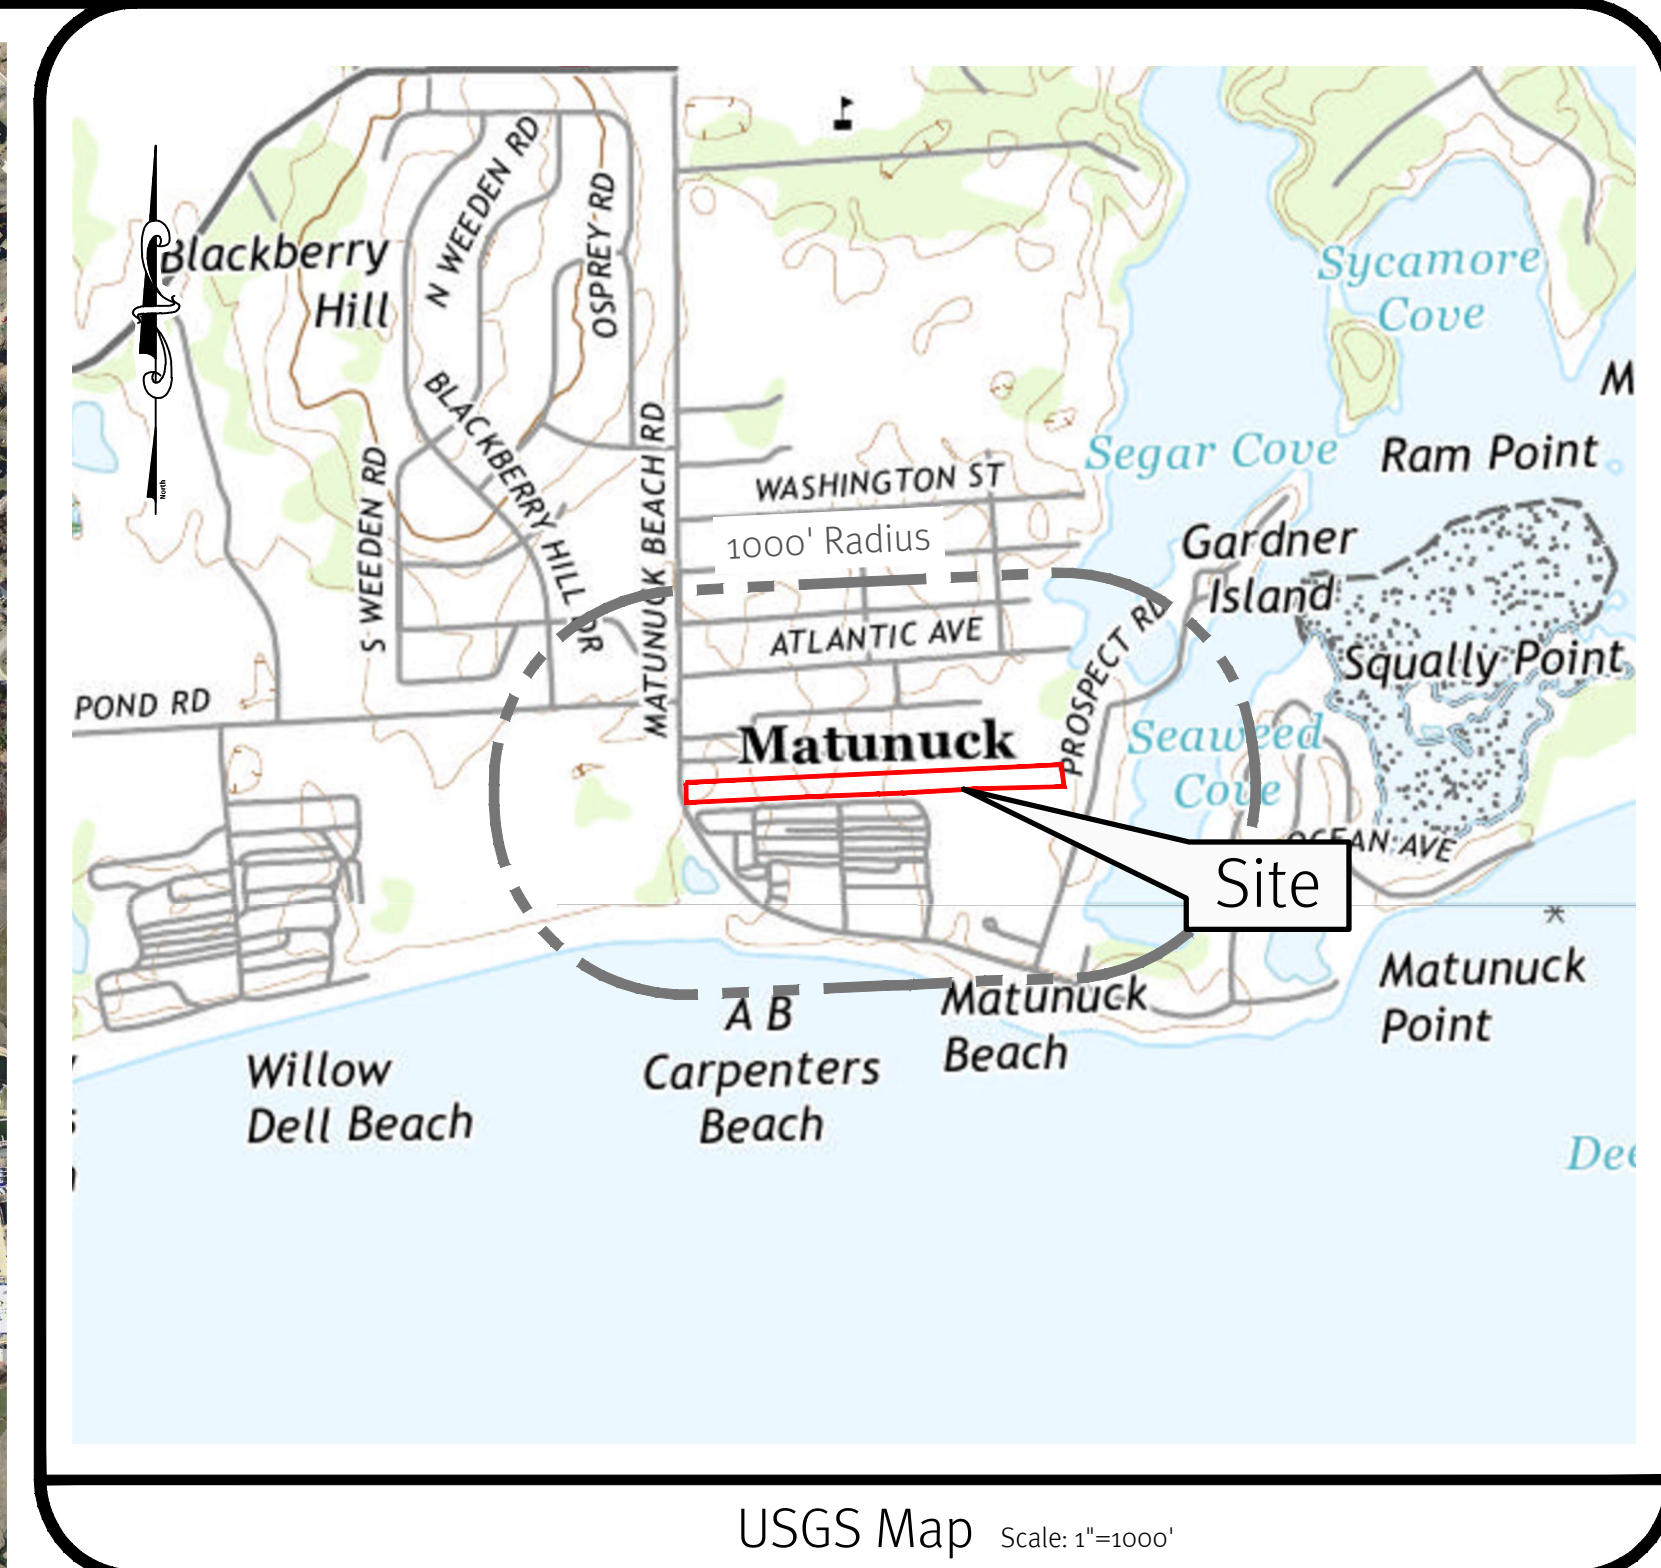 N WEEDEN RD
OSPREY RD
Blackberry
Hill
Sycamore
Cove
North
BLACKBERRY HILL DR
S WEEDEN RD
MATUNUCK BEACH RD
WASHINGTON ST
Segar Cove
Ram Point
1000' Radius
Gardner
Island
ATLANTIC AVE
PROSPECT RD
Squally Point
POND RD
Matunuck
Seaweed
Cove
OCEAN AVE
Site
A B
Carpenters
Beach
Matunuck
Beach
Matunuck
Point
Willow
Dell Beach
USGS Map Scale: 1"=1000'